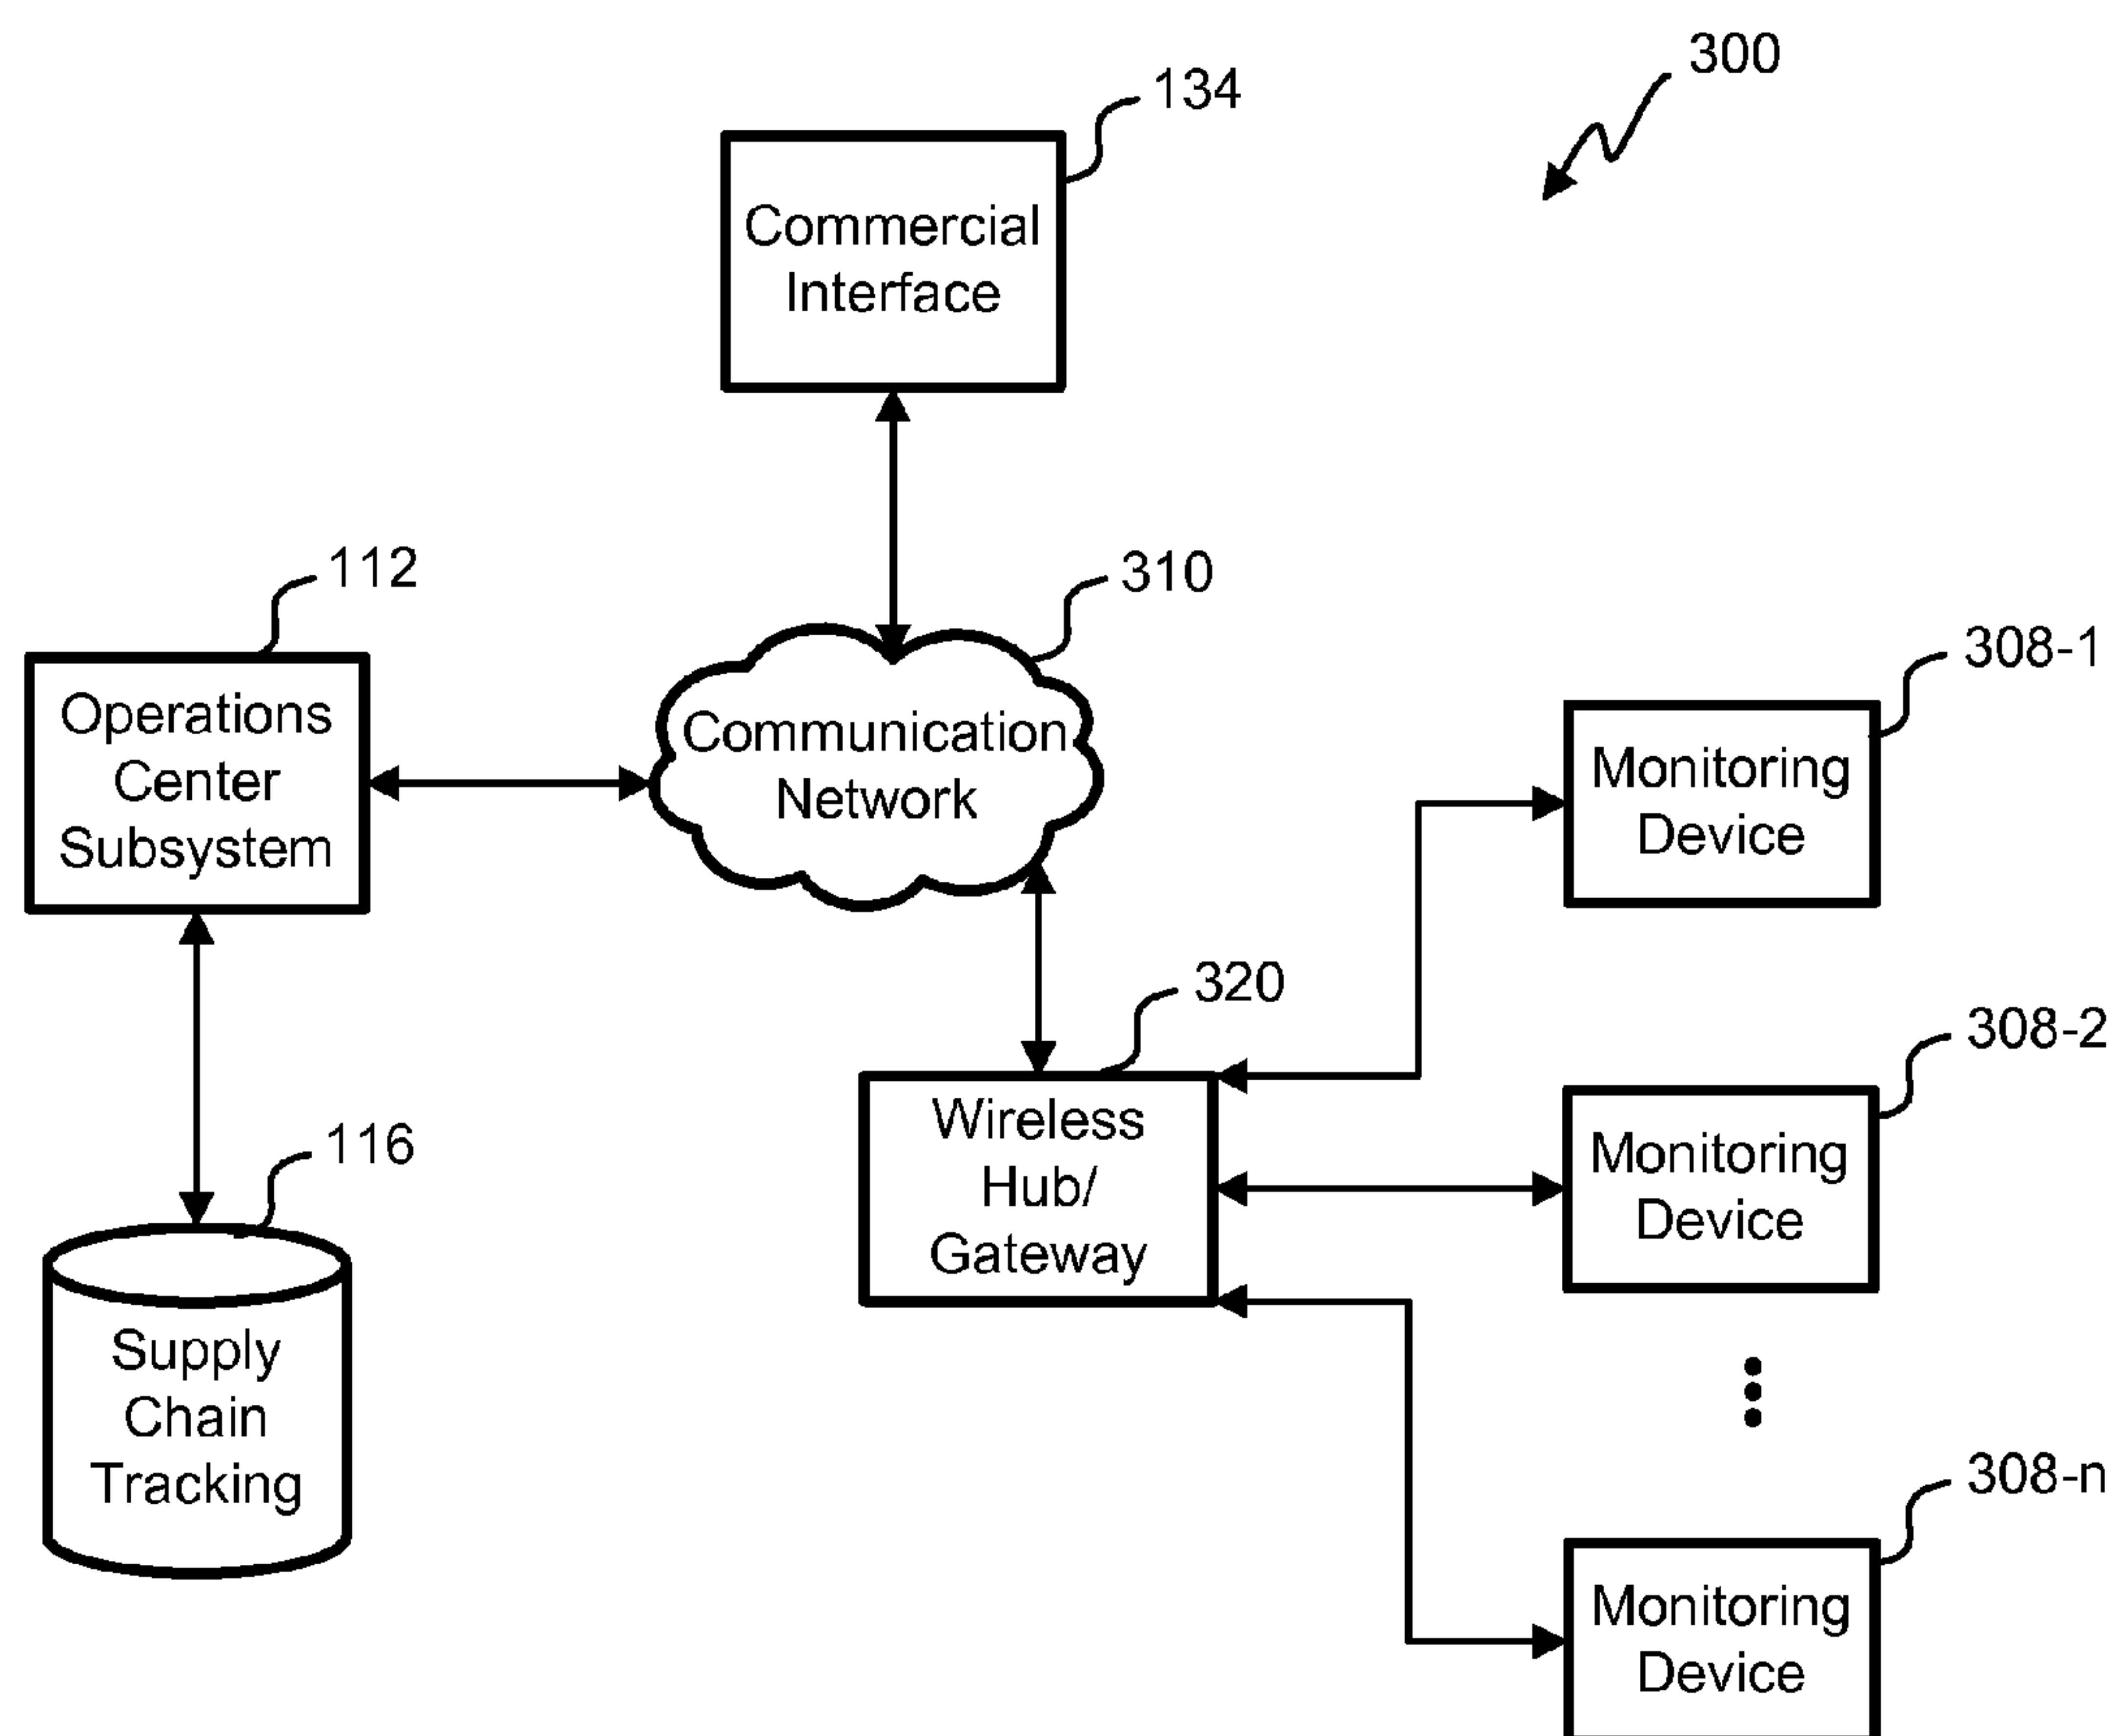 300
134
Commercial
Interface
112
310
Operations
Center
Subsystem
Communication
Network
308-1
Monitoring
Device
320
308-2
Wireless
Hub/
Gateway
Monitoring
Device
116
Supply
Chain
Tracking
308-n
Monitoring
Device